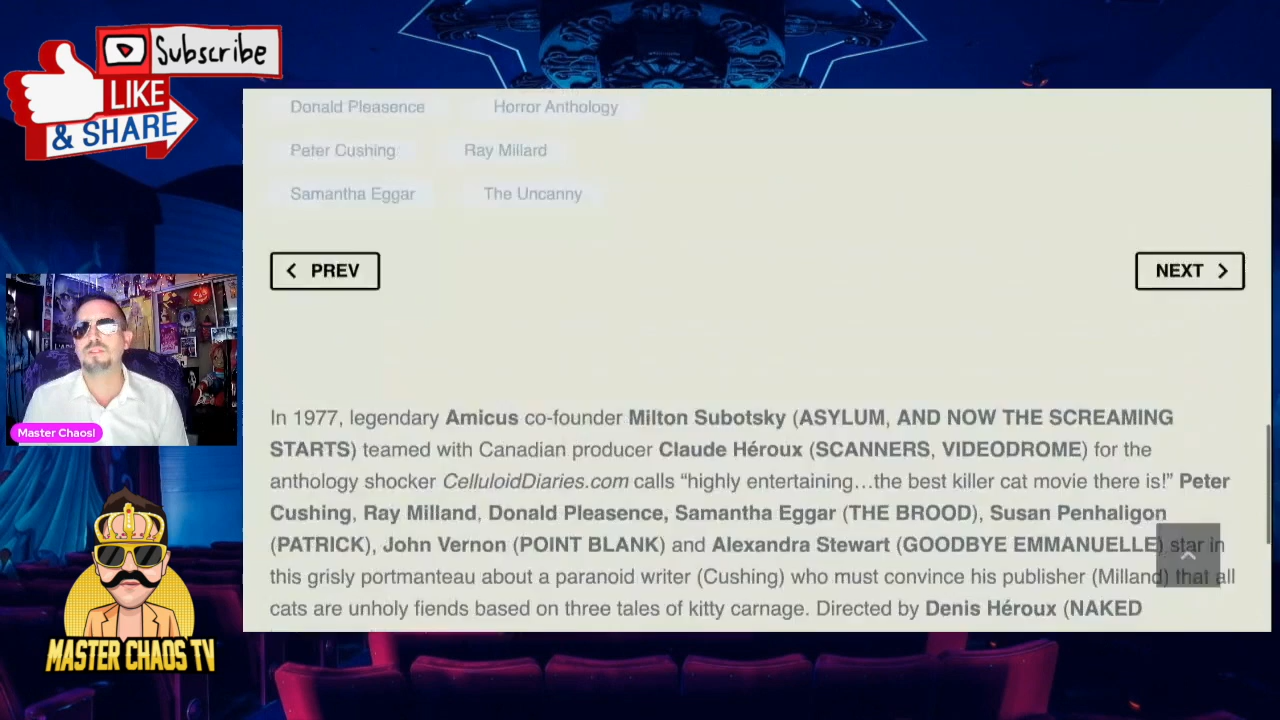 Subscribe
LIKE
& SHARE
Donald Pleasence Horror Anthology
Peter Cushing Ray Millard
Samantha Eggar The Uncanny
< PREV NEXT >
In 1977, legendary Amicus co-founder Milton Subotsky (ASYLUM, AND NOW THE SCREAMING
STARTS) teamed with Canadian producer Claude Héroux (SCANNERS, VIDEODROME) for the
anthology shocker CelluloidDiaries.com calls “highly entertaining…the best killer cat movie there is!” Peter
Cushing, Ray Milland, Donald Pleasence, Samantha Eggar (THE BROOD), Susan Penhaligon
(PATRICK), John Vernon (POINT BLANK) and Alexandra Stewart (GOODBYE EMMANUELLE) star in
this grisly portmanteau about a paranoid writer (Cushing) who must convince his publisher (Milland) that all
cats are unholy fiends based on three tales of kitty carnage. Directed by Denis Héroux (NAKED
Master Chaos!
MASTER CHAOS TV